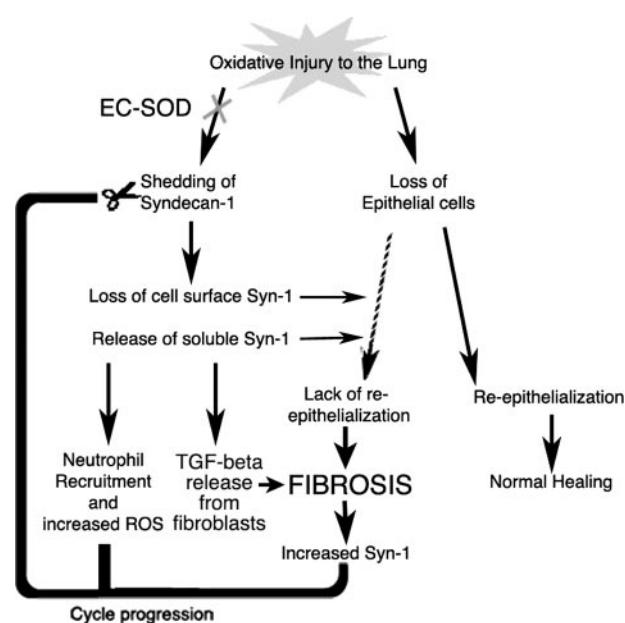 Oxidative Injury to the Lung
EC-SOD
Shedding of
Syndecan-1
Loss of
Epithelial cells
Loss of cell surface Syn-1
Release of soluble Syn-1
Lack of re-
epithelialization
Re-epithelialization
Neutrophil
Recruitment
and
increased ROS
TGF-beta
release
from
fibroblasts
FIBROSIS
Normal Healing
Increased Syn-1
Cycle progression